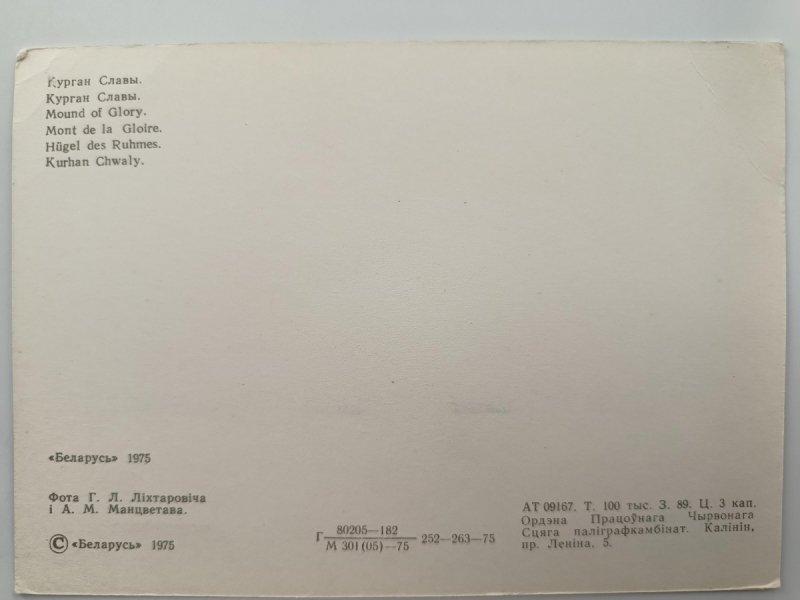 Курган Славы.
Курган Славы.
Mound of Glory.
Mont de la Gloire.
Hügel des Ruhmes.
Kurhan Chwaly.
«Беларусь» 1975
Фота Г. Л. Ліхтаровіча
і А. М. Манцветава.
© «Беларусь» 1975
Г 80205—182
М 301(05)—75 252—263—75
АТ 09167. Т. 100 тыс. З. 89. Ц. 3 кап.
Ордэна Працоўнага Чырвонага
Сцяга паліграфкамбінат. Калінін,
пр. Леніна, 5.